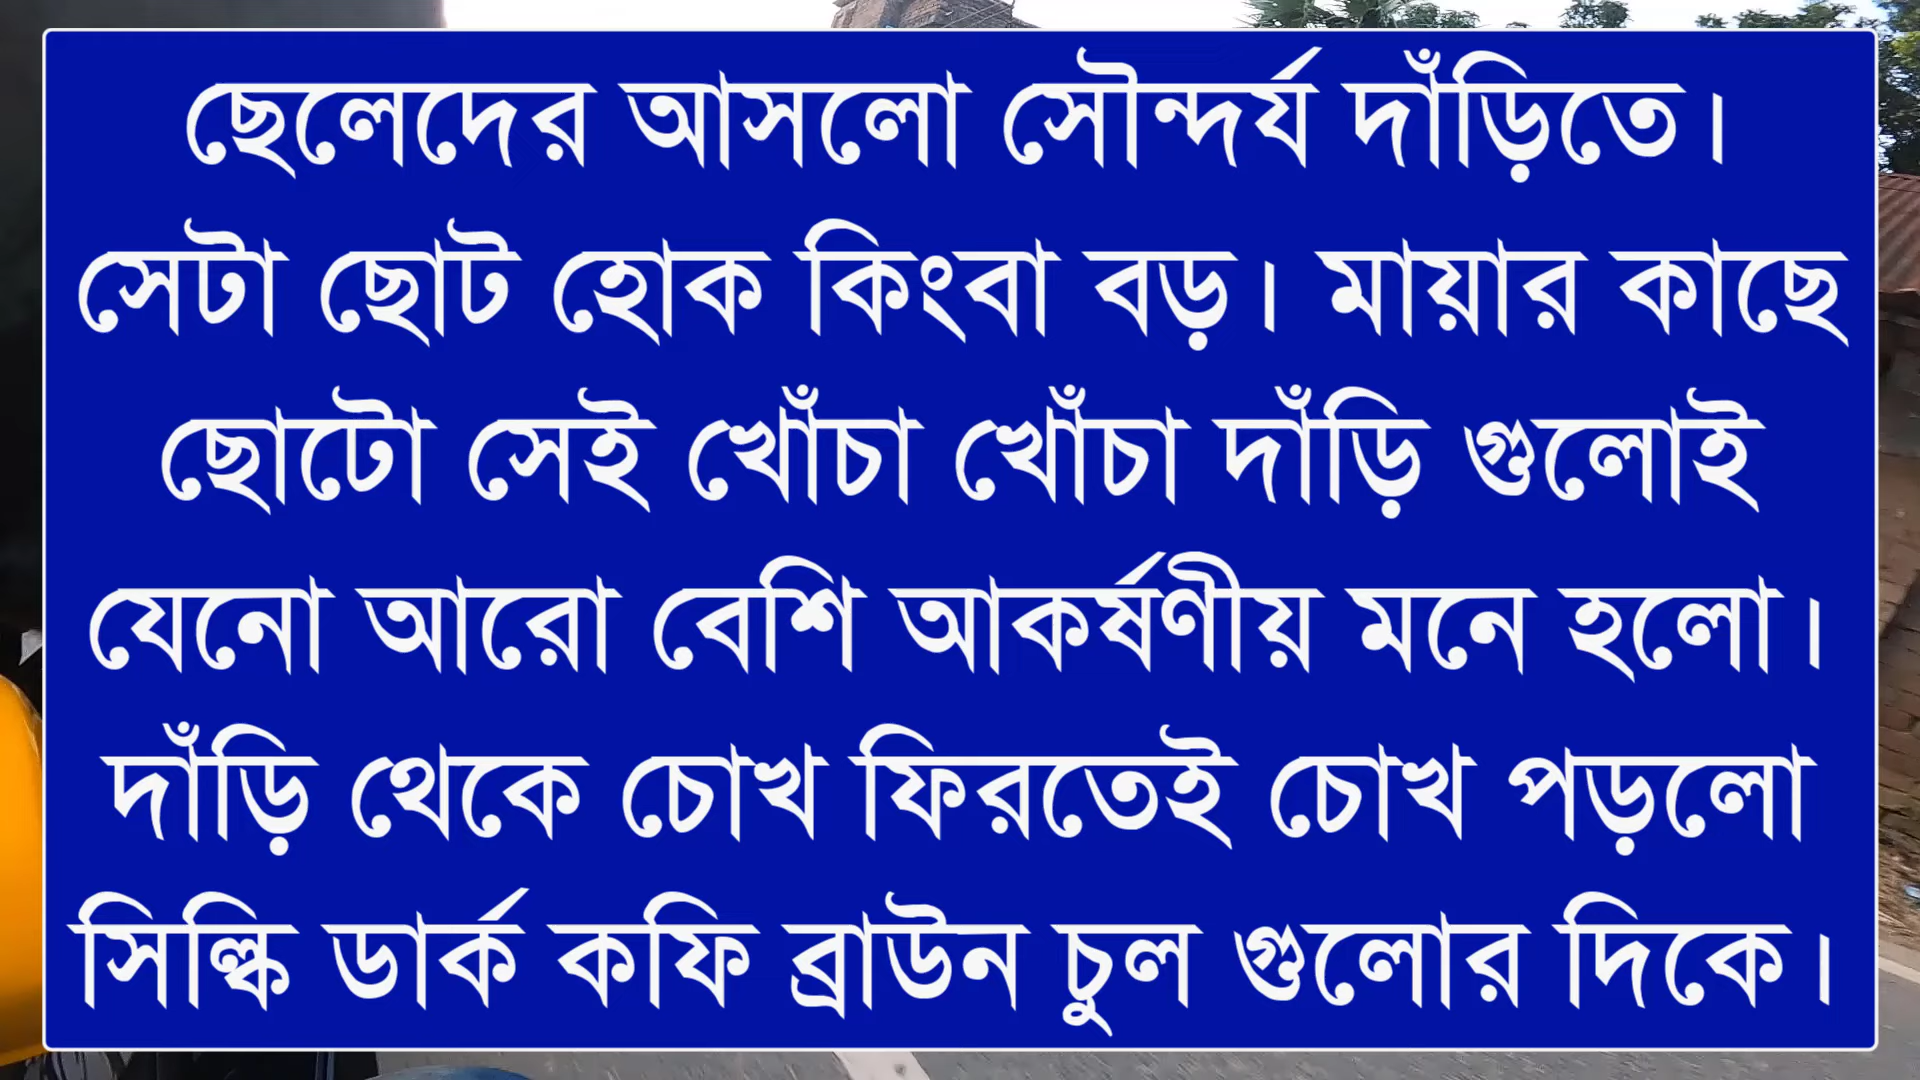 ছেলেদের আসলো সৌন্দর্য দাঁড়িতে।
সেটা ছোট হোক কিংবা বড়। মায়ার কাছে
ছোটো সেই খোঁচা খোঁচা দাঁড়ি গুলোই
যেনো আরো বেশি আকর্ষণীয় মনে হলো।
দাঁড়ি থেকে চোখ ফিরতেই চোখ পড়লো
সিল্কি ডার্ক কফি ব্রাউন চুল গুলোর দিকে।